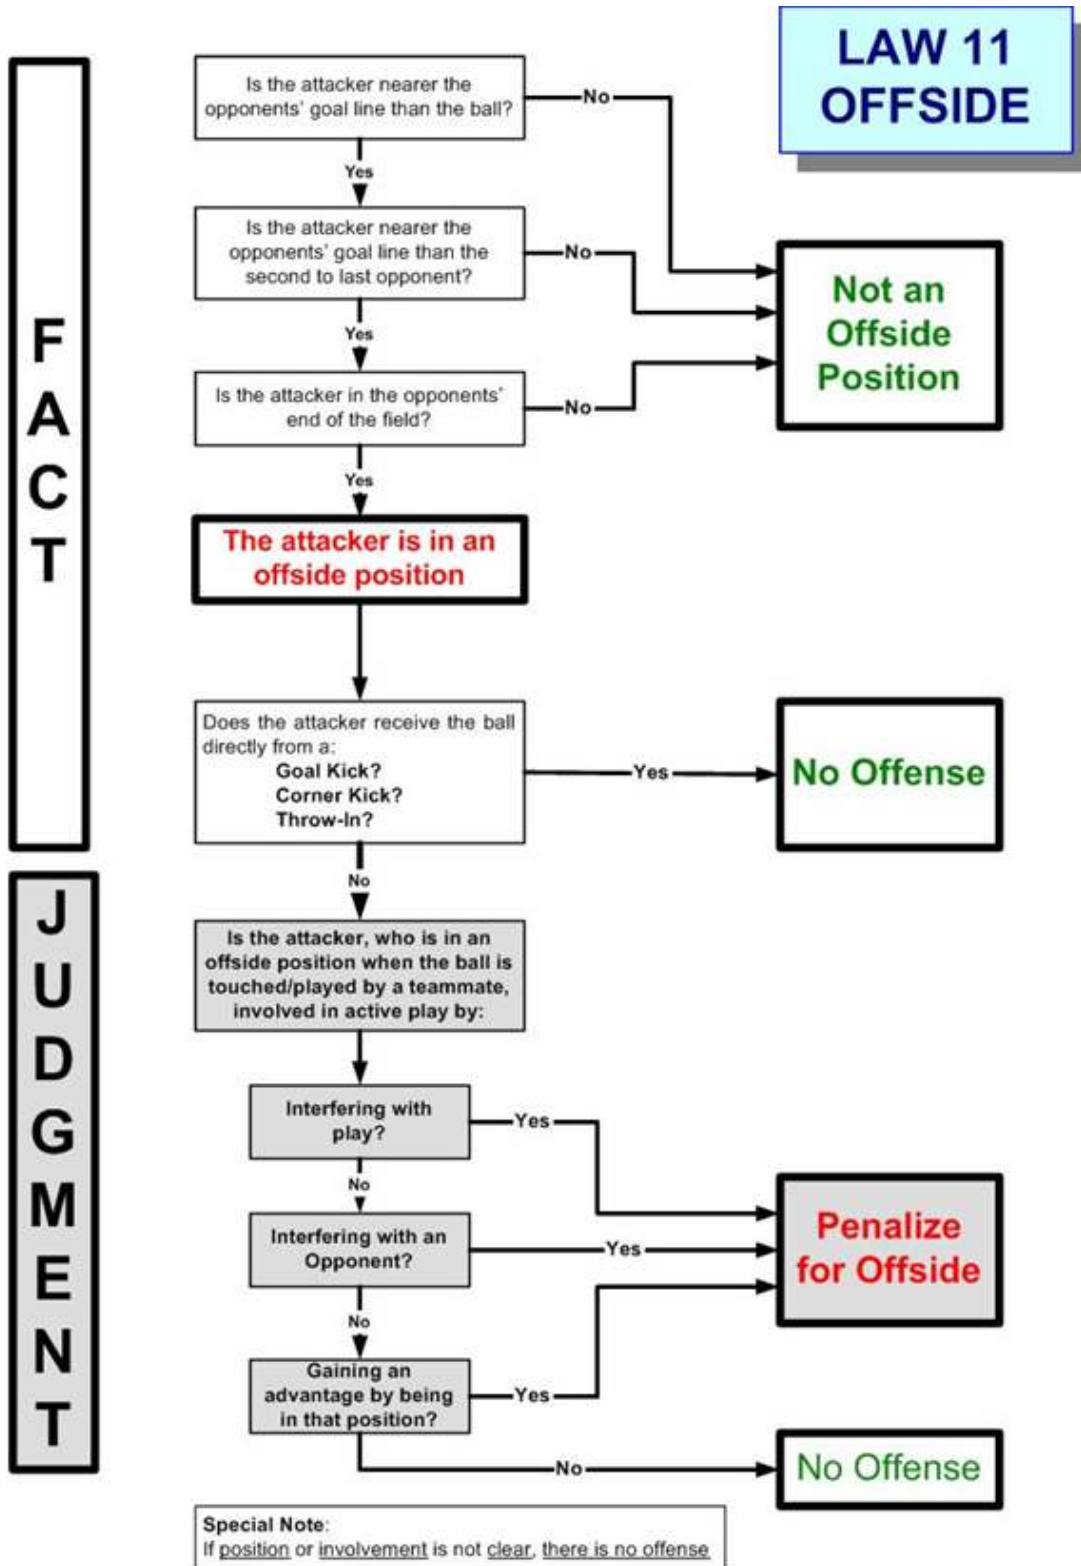 LAW 11
OFFSIDE
FACT
Is the attacker nearer the
opponents' goal line than the ball?
No
Yes
Is the attacker nearer the
opponents' goal line than the
second to last opponent?
No
Not an
Offside
Position
Yes
Is the attacker in the opponents'
end of the field?
No
Yes
The attacker is in an
offside position
Does the attacker receive the ball
directly from a:
Goal Kick?
Corner Kick?
Throw-In?
Yes
No Offense
No
JUDGMENT
Is the attacker, who is in an
offside position when the ball is
touched/played by a teammate,
involved in active play by:
Interfering with
play?
Yes
No
Interfering with an
Opponent?
Yes
Penalize
for Offside
No
Gaining an
advantage by being
in that position?
Yes
No
No Offense
Special Note:
If position or involvement is not clear, there is no offense